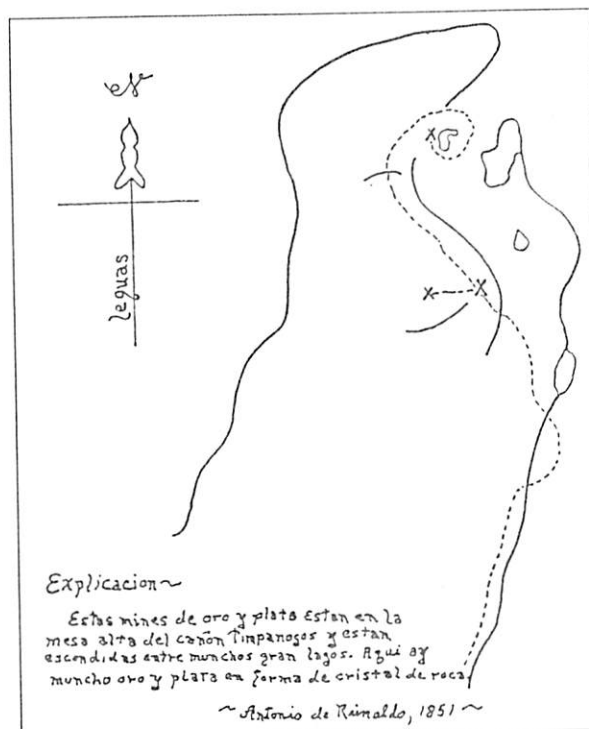 N
leguas
X
X
X
Explicacion~
Estas mines de oro y plata Estan en la
mesa alta del cañon Timpanogos y estan
escondidas entre munchos gran lagos. Aqui ay
muncho oro y plata en forma de cristal de roca.
~ Antonio de Reinaldo, 1851 ~